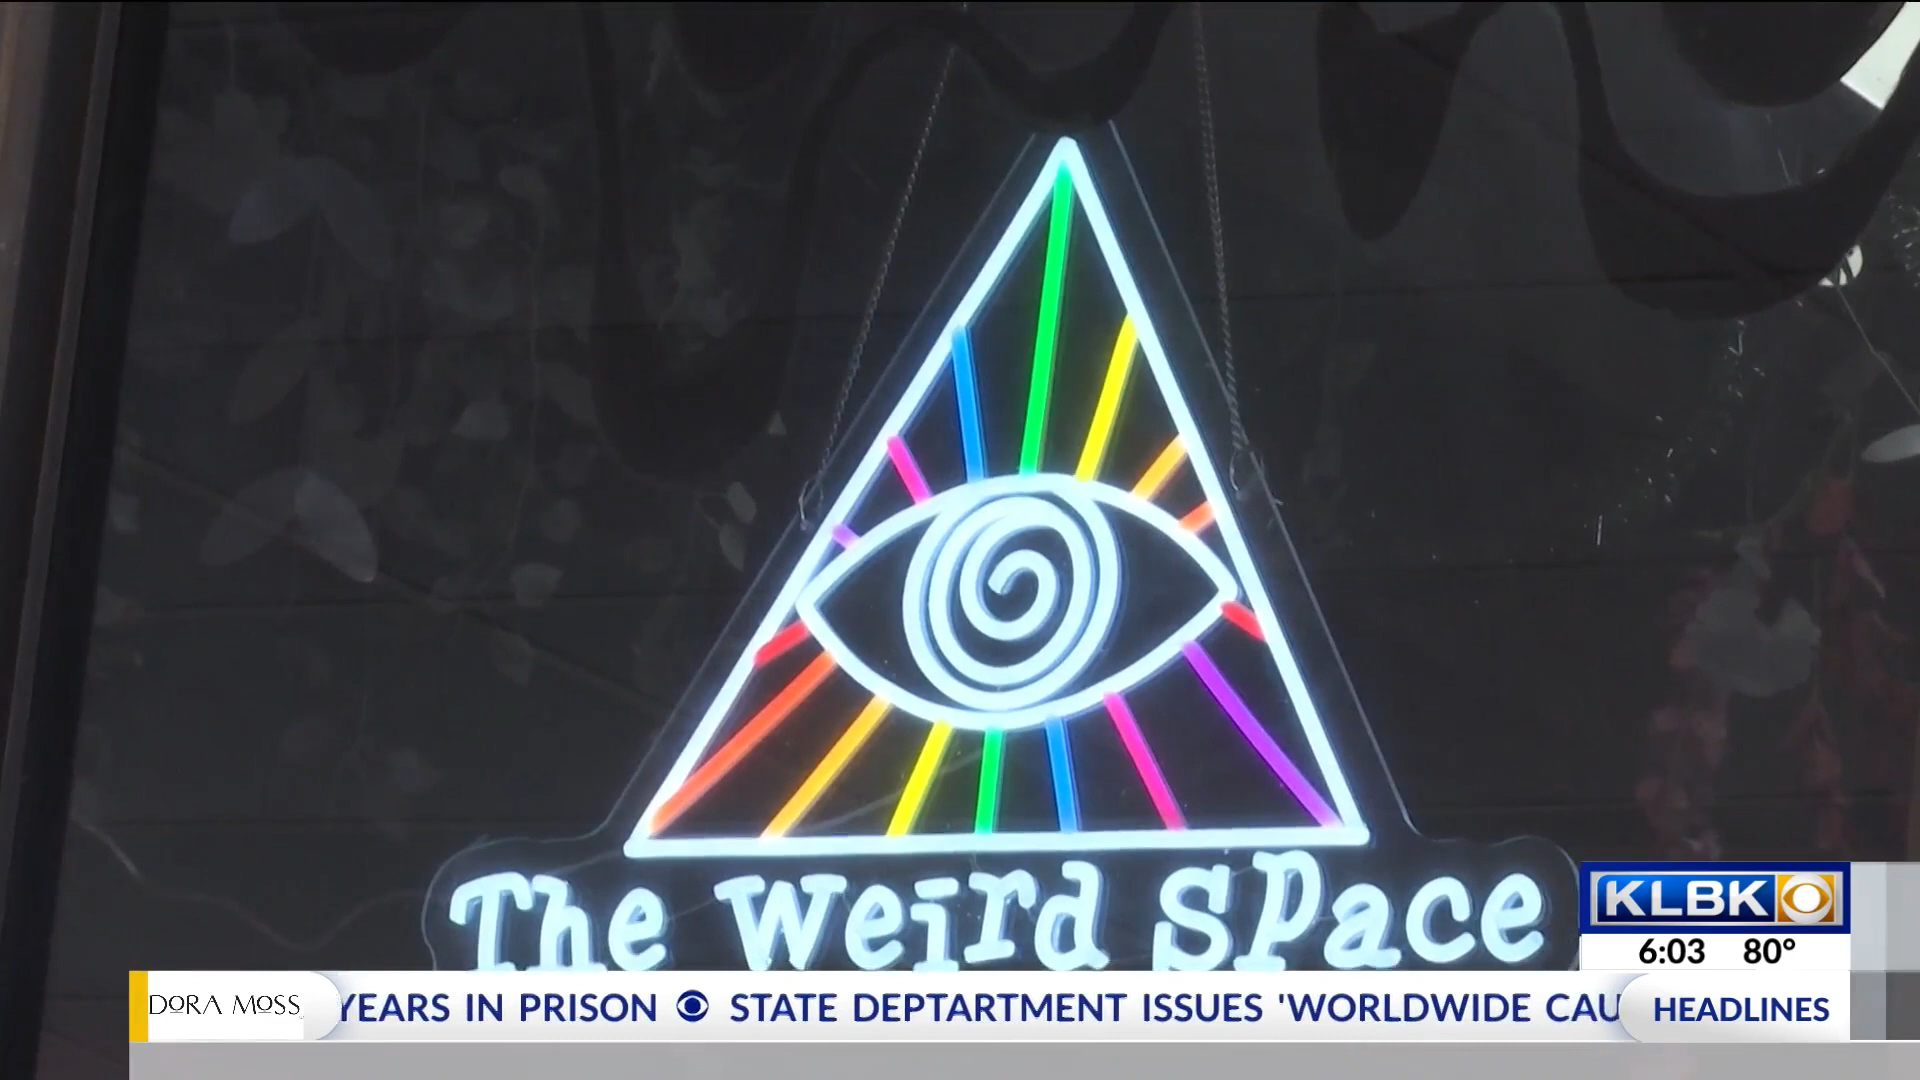 The Weird Space
KLBK
6:03 80°
DORA MOSS
YEARS IN PRISON STATE DEPTARTMENT ISSUES 'WORLDWIDE CAU
HEADLINES